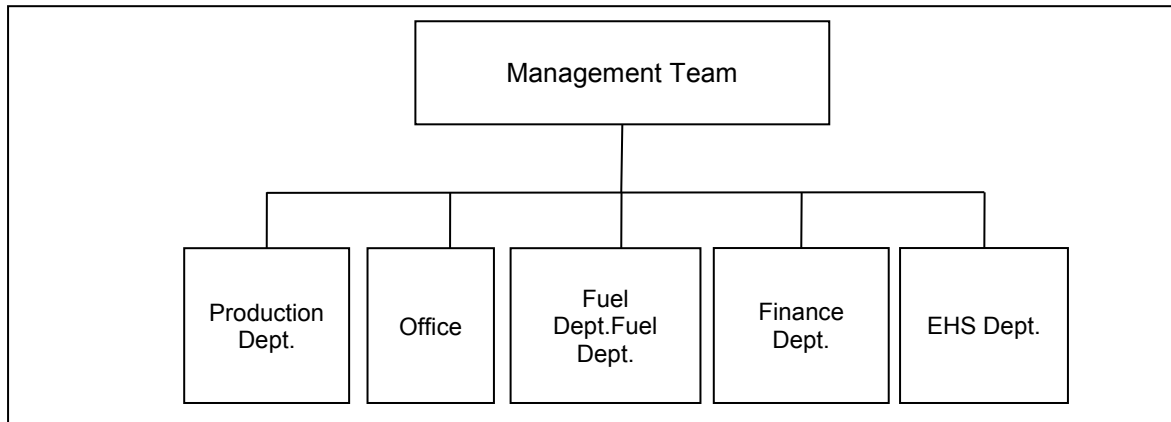 Management Team
Production
Dept.
Office
Fuel
Dept.Fuel
Dept.
Finance
Dept.
EHS Dept.